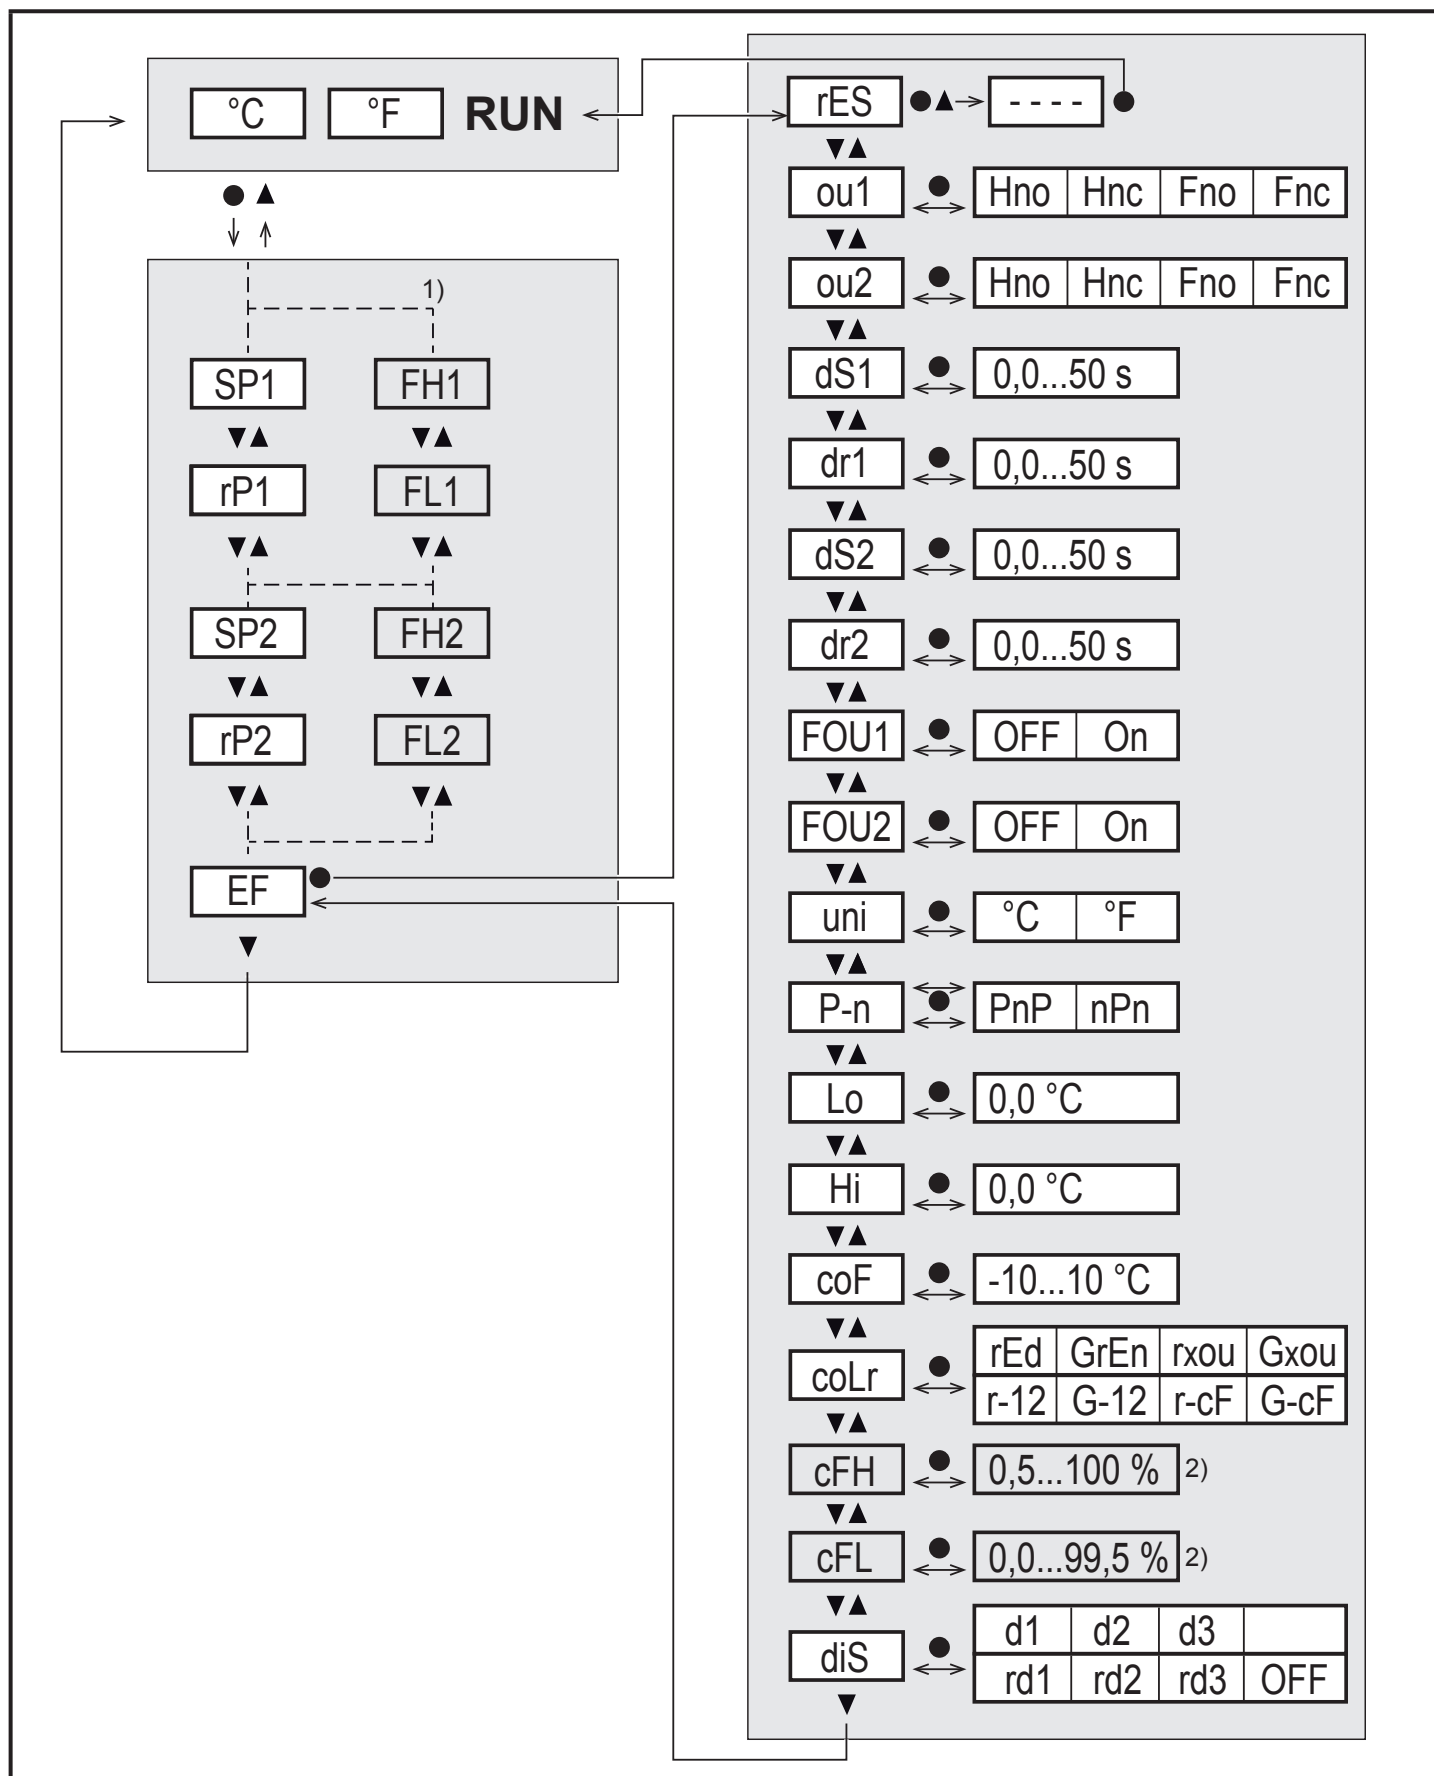 °C °F RUN
1)
SP1 FH1
rP1 FL1
SP2 FH2
rP2 FL2
EF
rES - - - -
ou1 Hno Hnc Fno Fnc
ou2 Hno Hnc Fno Fnc
dS1 0,0...50 s
dr1 0,0...50 s
dS2 0,0...50 s
dr2 0,0...50 s
FOU1 OFF On
FOU2 OFF On
uni °C °F
P-n PnP nPn
Lo 0,0 °C
Hi 0,0 °C
coF -10...10 °C
coLr rEd GrEn rxou Gxou
r-12 G-12 r-cF G-cF
cFH 0,5...100 % 2)
cFL 0,0...99,5 % 2)
diS d1 d2 d3
rd1 rd2 rd3 OFF